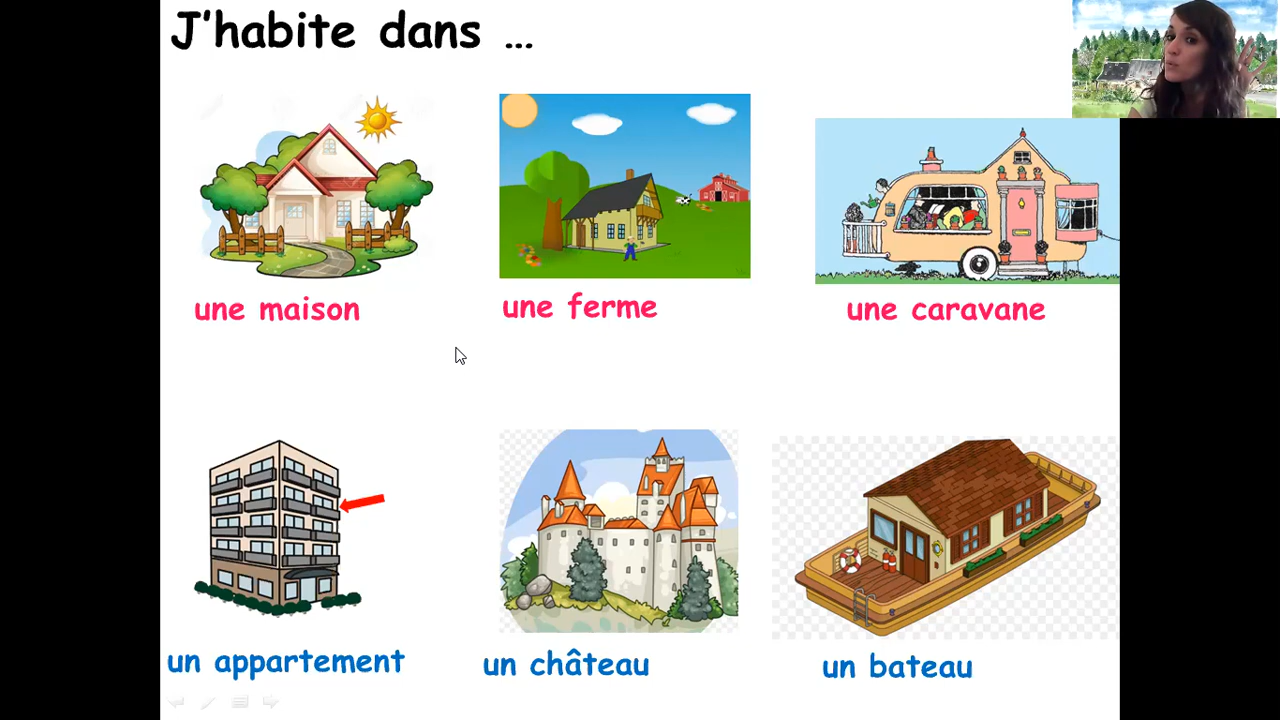 J'habite dans ...
une maison
une ferme
une caravane
un appartement
un château
un bateau